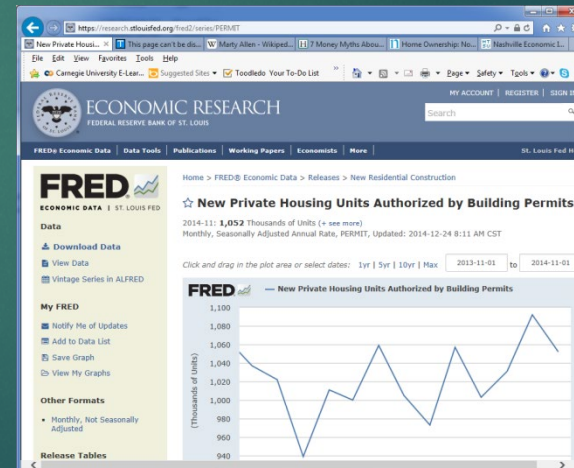 https://research.stlouisfed.org/fred2/series/PERMIT
New Private Housi... This page can't be dis... Marty Allen - Wikiped... 7 Money Myths Abou... Home Ownership: No... Nashville Economic I...
File Edit View Favorites Tools Help
Carnegie University E-Lear... Suggested Sites Toodledo Your To-Do List Page Safety Tools
MY ACCOUNT | REGISTER | SIGN IN
ECONOMIC RESEARCH
FEDERAL RESERVE BANK OF ST. LOUIS
Search
FRED® Economic Data | Data Tools | Publications | Working Papers | Economists | More | St. Louis Fed H
FRED
ECONOMIC DATA | ST. LOUIS FED
Data
Download Data
View Data
Vintage Series in ALFRED
My FRED
Notify Me of Updates
Add to Data List
Save Graph
View My Graphs
Other Formats
Monthly, Not Seasonally
Adjusted
Release Tables
Home > FRED® Economic Data > Releases > New Residential Construction
New Private Housing Units Authorized by Building Permits
2014-11: 1,052 Thousands of Units (+ see more)
Monthly, Seasonally Adjusted Annual Rate, PERMIT, Updated: 2014-12-24 8:11 AM CST
Click and drag in the plot area or select dates: 1yr | 5yr | 10yr | Max 2013-11-01 to 2014-11-01
FRED — New Private Housing Units Authorized by Building Permits
1,100
1,080
1,060
1,040
1,020
1,000
980
960
940
(Thousands of Units)